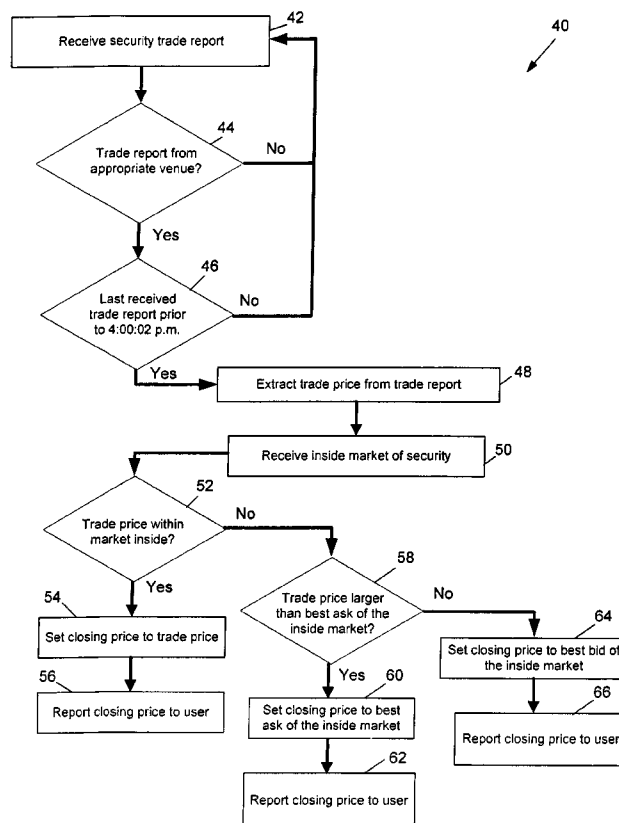 42
Receive security trade report
40
44
Trade report from
appropriate venue?
No
Yes
46
Last received
trade report prior
to 4:00:02 p.m.
No
Yes
Extract trade price from trade report
48
Receive inside market of security
50
52
Trade price within
market inside?
No
Yes
58
Trade price larger
than best ask of the
inside market?
No
Yes
54
Set closing price to trade price
56
Report closing price to user
60
Set closing price to best
ask of the inside market
62
Report closing price to user
64
Set closing price to best bid of
the inside market
66
Report closing price to user